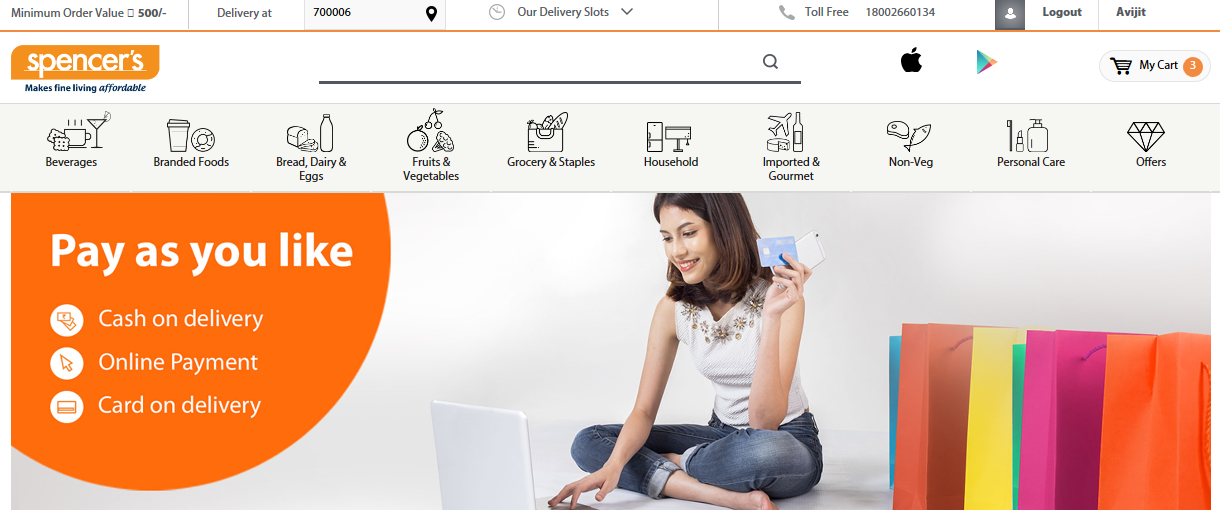 Minimum Order Value ▯ 500/-
Delivery at
700006
Our Delivery Slots
Toll Free 18002660134
Logout
Avijit
spencer's
Makes fine living affordable
My Cart 3
Beverages
Branded Foods
Bread, Dairy &
Eggs
Fruits &
Vegetables
Grocery & Staples
Household
Imported &
Gourmet
Non-Veg
Personal Care
Offers
Pay as you like
Cash on delivery
Online Payment
Card on delivery